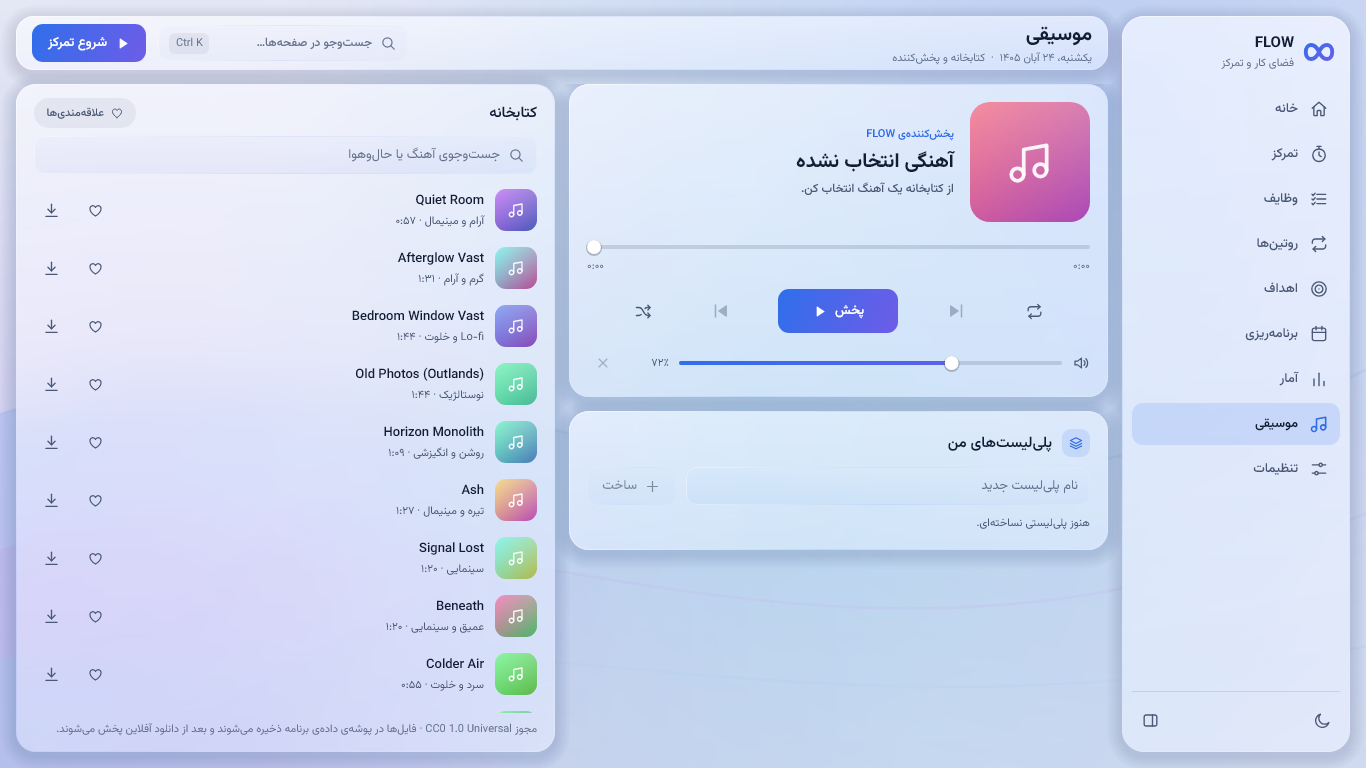 FLOW
فضای کار و تمرکز
خانه
تمرکز
وظایف
روتین‌ها
اهداف
برنامه‌ریزی
آمار
موسیقی
تنظیمات
موسیقی
یکشنبه، ۲۴ آبان ۱۴۰۵ · کتابخانه و پخش‌کننده
جست‌وجو در صفحه‌ها...
Ctrl K
شروع تمرکز
پخش‌کننده‌ی FLOW
آهنگی انتخاب نشده
از کتابخانه یک آهنگ انتخاب کن.
۰:۰۰
۰:۰۰
پخش
۷۲٪
پلی‌لیست‌های من
نام پلی‌لیست جدید
ساخت
هنوز پلی‌لیستی نساخته‌ای.
کتابخانه
علاقه‌مندی‌ها
جست‌وجوی آهنگ یا حال‌وهوا
Quiet Room
آرام و مینیمال · ۰:۵۷
Afterglow Vast
گرم و آرام · ۱:۳۱
Bedroom Window Vast
Lo-fi و خلوت · ۱:۴۴
Old Photos (Outlands)
نوستالژیک · ۱:۴۴
Horizon Monolith
روشن و انگیزشی · ۱:۰۹
Ash
تیره و مینیمال · ۱:۲۷
Signal Lost
سینمایی · ۱:۲۰
Beneath
عمیق و سینمایی · ۱:۲۰
Colder Air
سرد و خلوت · ۰:۵۵
مجوز CC0 1.0 Universal · فایل‌ها در پوشه‌ی داده‌ی برنامه ذخیره می‌شوند و بعد از دانلود آفلاین پخش می‌شوند.